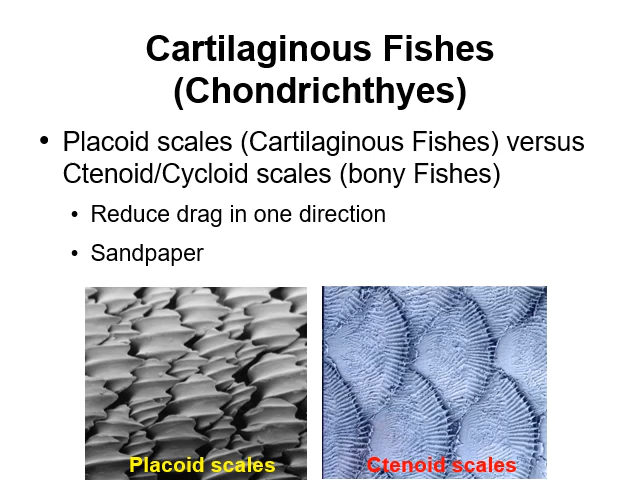 Cartilaginous Fishes
(Chondrichthyes)
• Placoid scales (Cartilaginous Fishes) versus
Ctenoid/Cycloid scales (bony Fishes)
• Reduce drag in one direction
• Sandpaper
Placoid scales
Ctenoid scales